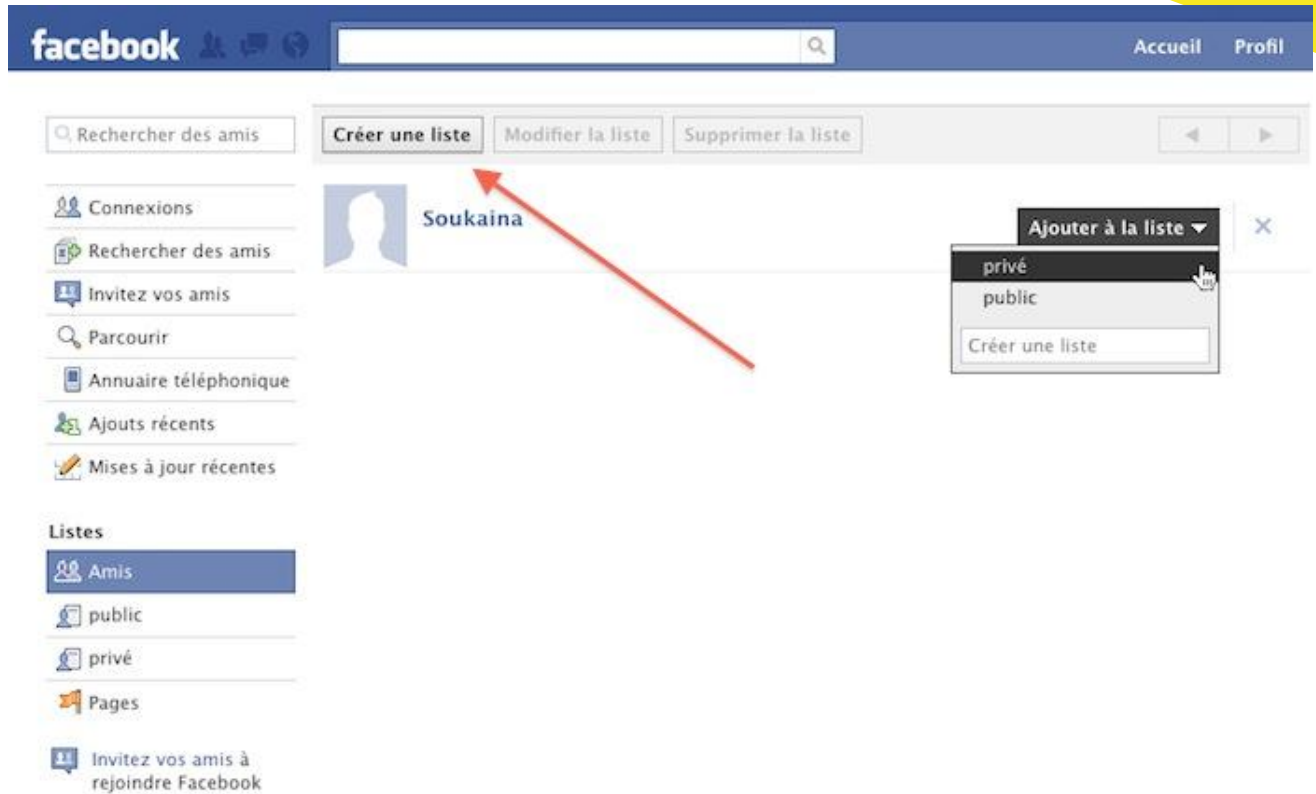 facebook
Accueil Profil
Rechercher des amis
Créer une liste Modifier la liste Supprimer la liste
Connexions
Rechercher des amis
Invitez vos amis
Parcourir
Annuaire téléphonique
Ajouts récents
Mises à jour récentes
Listes
Amis
public
privé
Pages
Invitez vos amis à
rejoindre Facebook
Soukaina
Ajouter à la liste
privé
public
Créer une liste